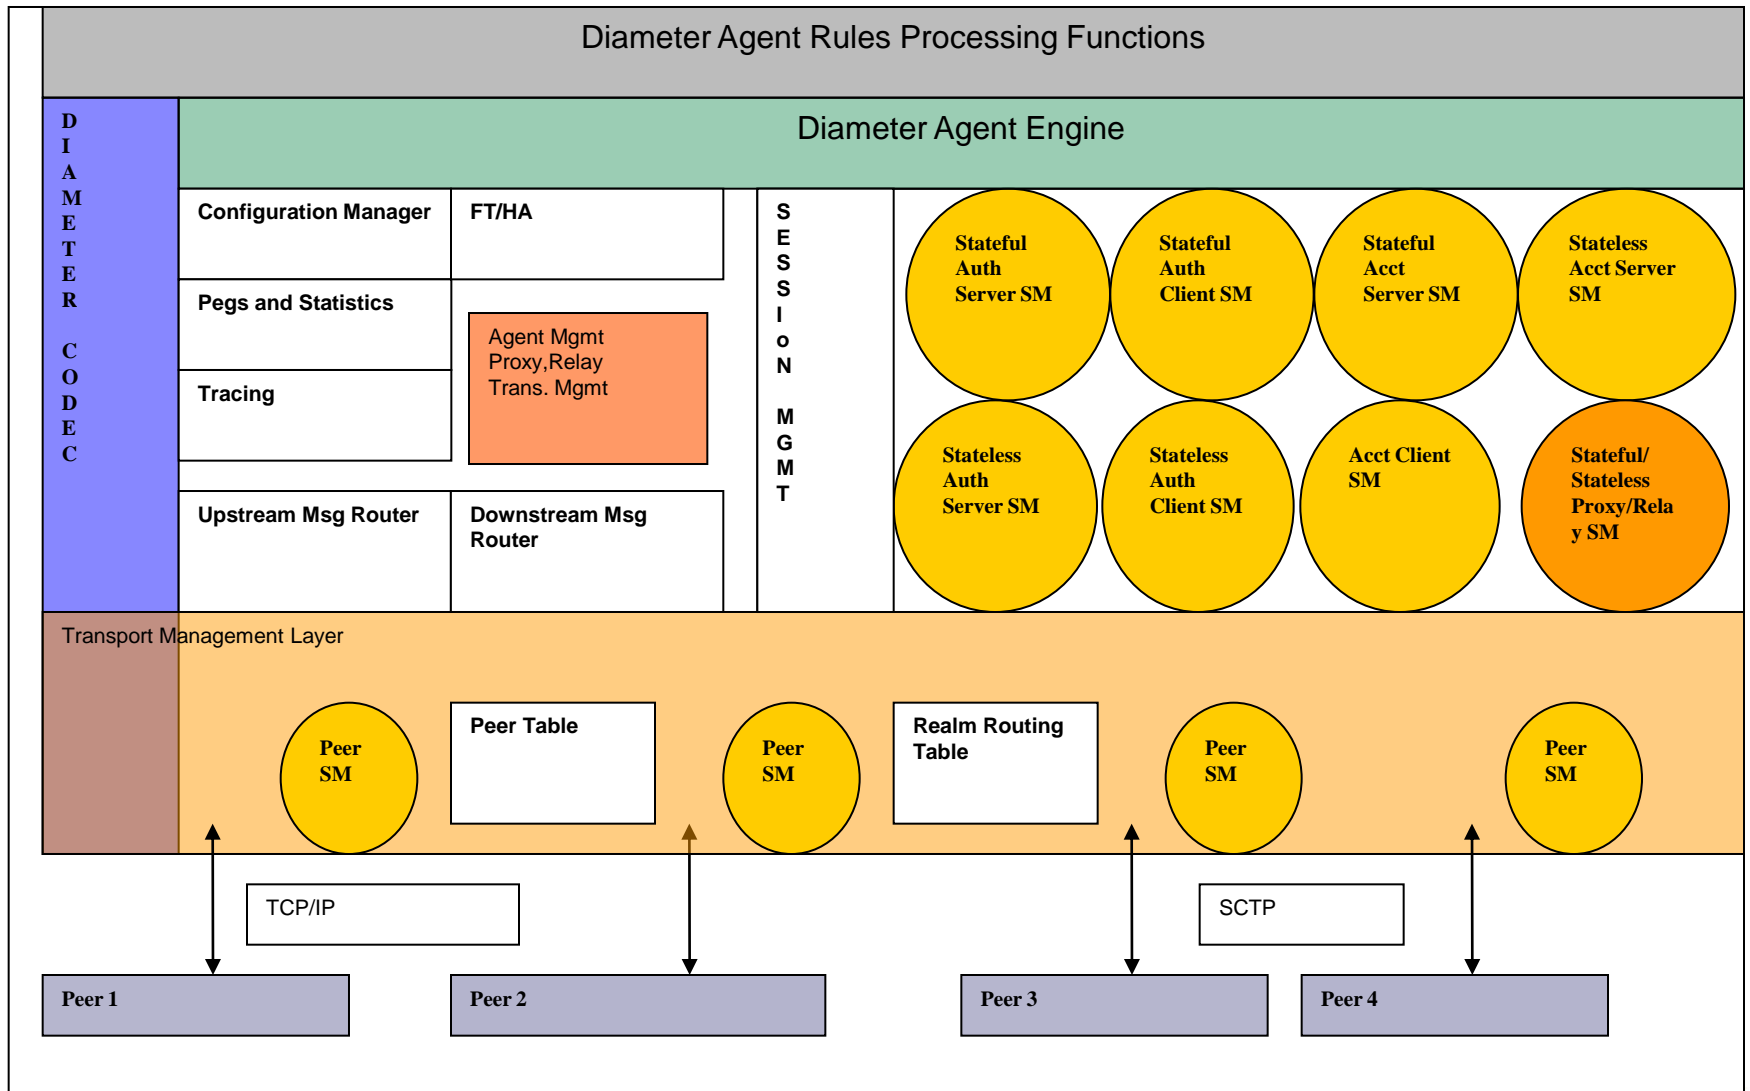 Diameter Agent Rules Processing Functions
Diameter Agent Engine
D
I
A
M
E
T
E
R
C
O
D
E
C
Configuration Manager
FT/HA
Pegs and Statistics
Tracing
Agent Mgmt
Proxy,Relay
Trans. Mgmt
Upstream Msg Router
Downstream Msg
Router
S
E
S
S
I
o
N
M
G
M
T
Stateful
Auth
Server SM
Stateful
Auth
Client SM
Stateful
Acct
Server SM
Stateless
Acct Server
SM
Stateless
Auth
Server SM
Stateless
Auth
Client SM
Acct Client
SM
Stateful/
Stateless
Proxy/Rela
y SM
Transport Management Layer
Peer
SM
Peer Table
Peer
SM
Realm Routing
Table
Peer
SM
Peer
SM
TCP/IP
SCTP
Peer 1
Peer 2
Peer 3
Peer 4